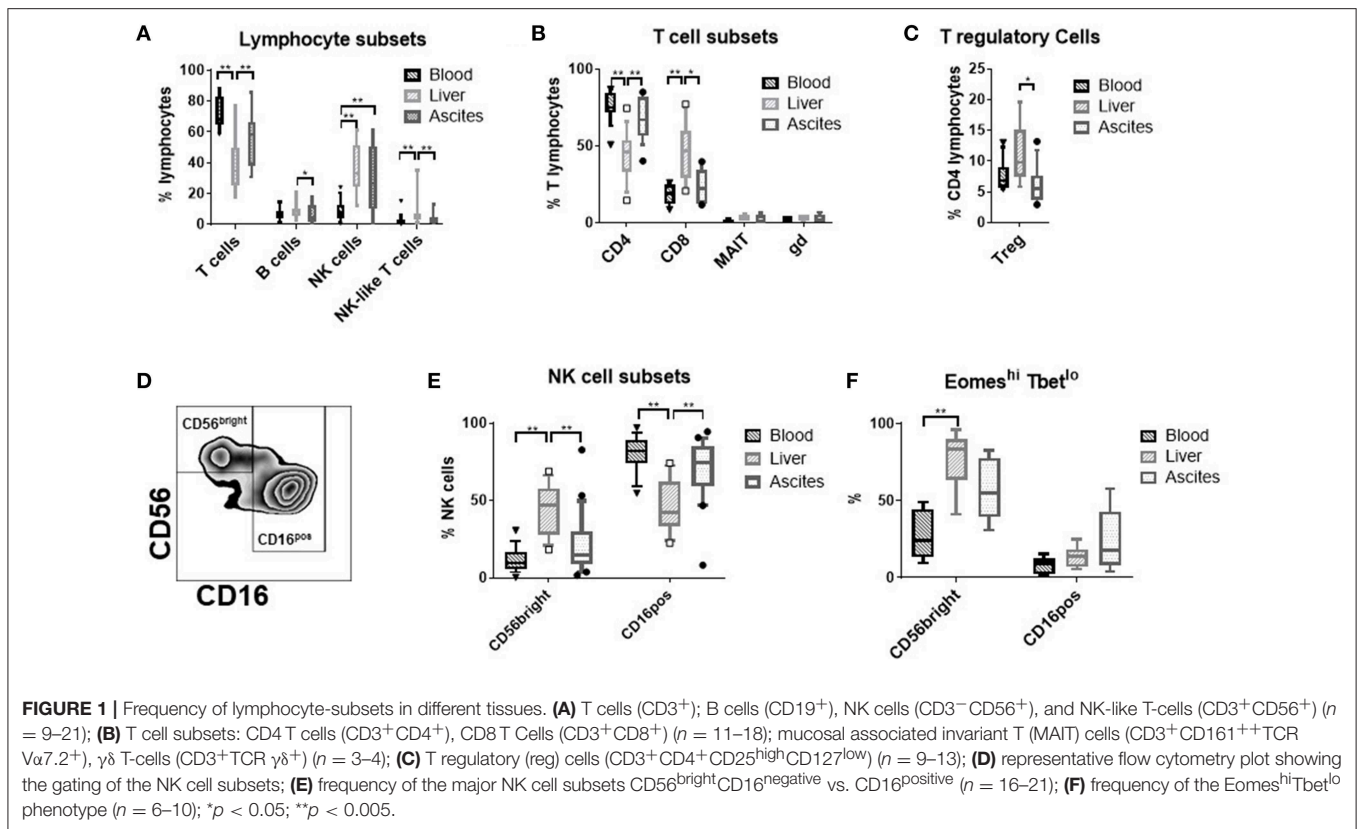 A
Lymphocyte subsets
**
**
**
**
*
**
**
Blood
Liver
Ascites
% lymphocytes
100
80
60
40
20
0
T cells
B cells
NK cells
NK-like T cells
B
T cell subsets
**
**
**
*
Blood
Liver
Ascites
% T lymphocytes
100
50
0
CD4
CD8
MAIT
gd
C
T regulatory Cells
*
Blood
Liver
Ascites
% CD4 lymphocytes
25
20
15
10
5
0
Treg
D
CD56bright
CD16pos
CD56
CD16
E
NK cell subsets
**
**
**
**
Blood
Liver
Ascites
% NK cells
100
50
0
CD56bright
CD16pos
F
Eomeshi Tbetlo
**
Blood
Liver
Ascites
%
100
50
0
CD56bright
CD16pos
FIGURE 1 | Frequency of lymphocyte-subsets in different tissues. (A) T cells (CD3+); B cells (CD19+), NK cells (CD3−CD56+), and NK-like T-cells (CD3+CD56+) (n
= 9–21); (B) T cell subsets: CD4 T cells (CD3+CD4+), CD8 T Cells (CD3+CD8+) (n = 11–18); mucosal associated invariant T (MAIT) cells (CD3+CD161++TCR
Vα7.2+), γδ T-cells (CD3+TCR γδ+) (n = 3–4); (C) T regulatory (reg) cells (CD3+CD4+CD25highCD127low) (n = 9–13); (D) representative flow cytometry plot showing
the gating of the NK cell subsets; (E) frequency of the major NK cell subsets CD56brightCD16negative vs. CD16positive (n = 16–21); (F) frequency of the EomeshiTbetlo
phenotype (n = 6–10); *p < 0.05; **p < 0.005.